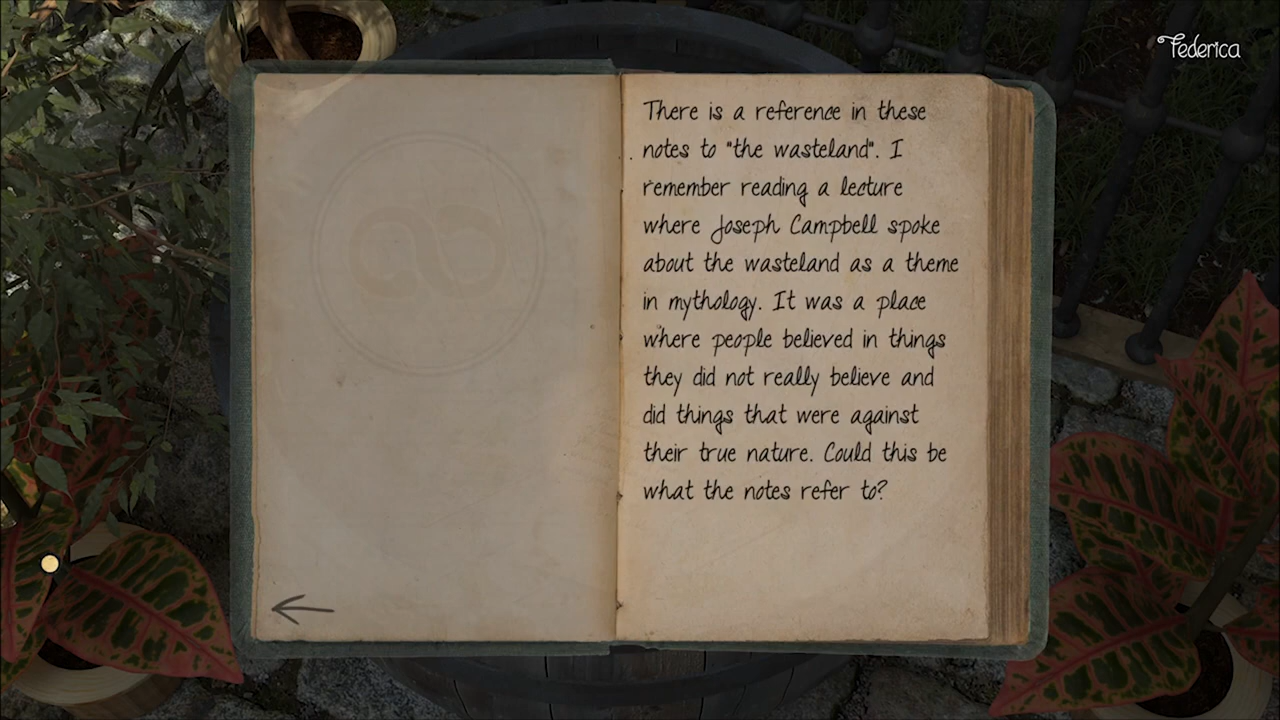 Federica
There is a reference in these
notes to "the wasteland". I
remember reading a lecture
where Joseph Campbell spoke
about the wasteland as a theme
in mythology. It was a place
where people believed in things
they did not really believe and
did things that were against
their true nature. Could this be
what the notes refer to?